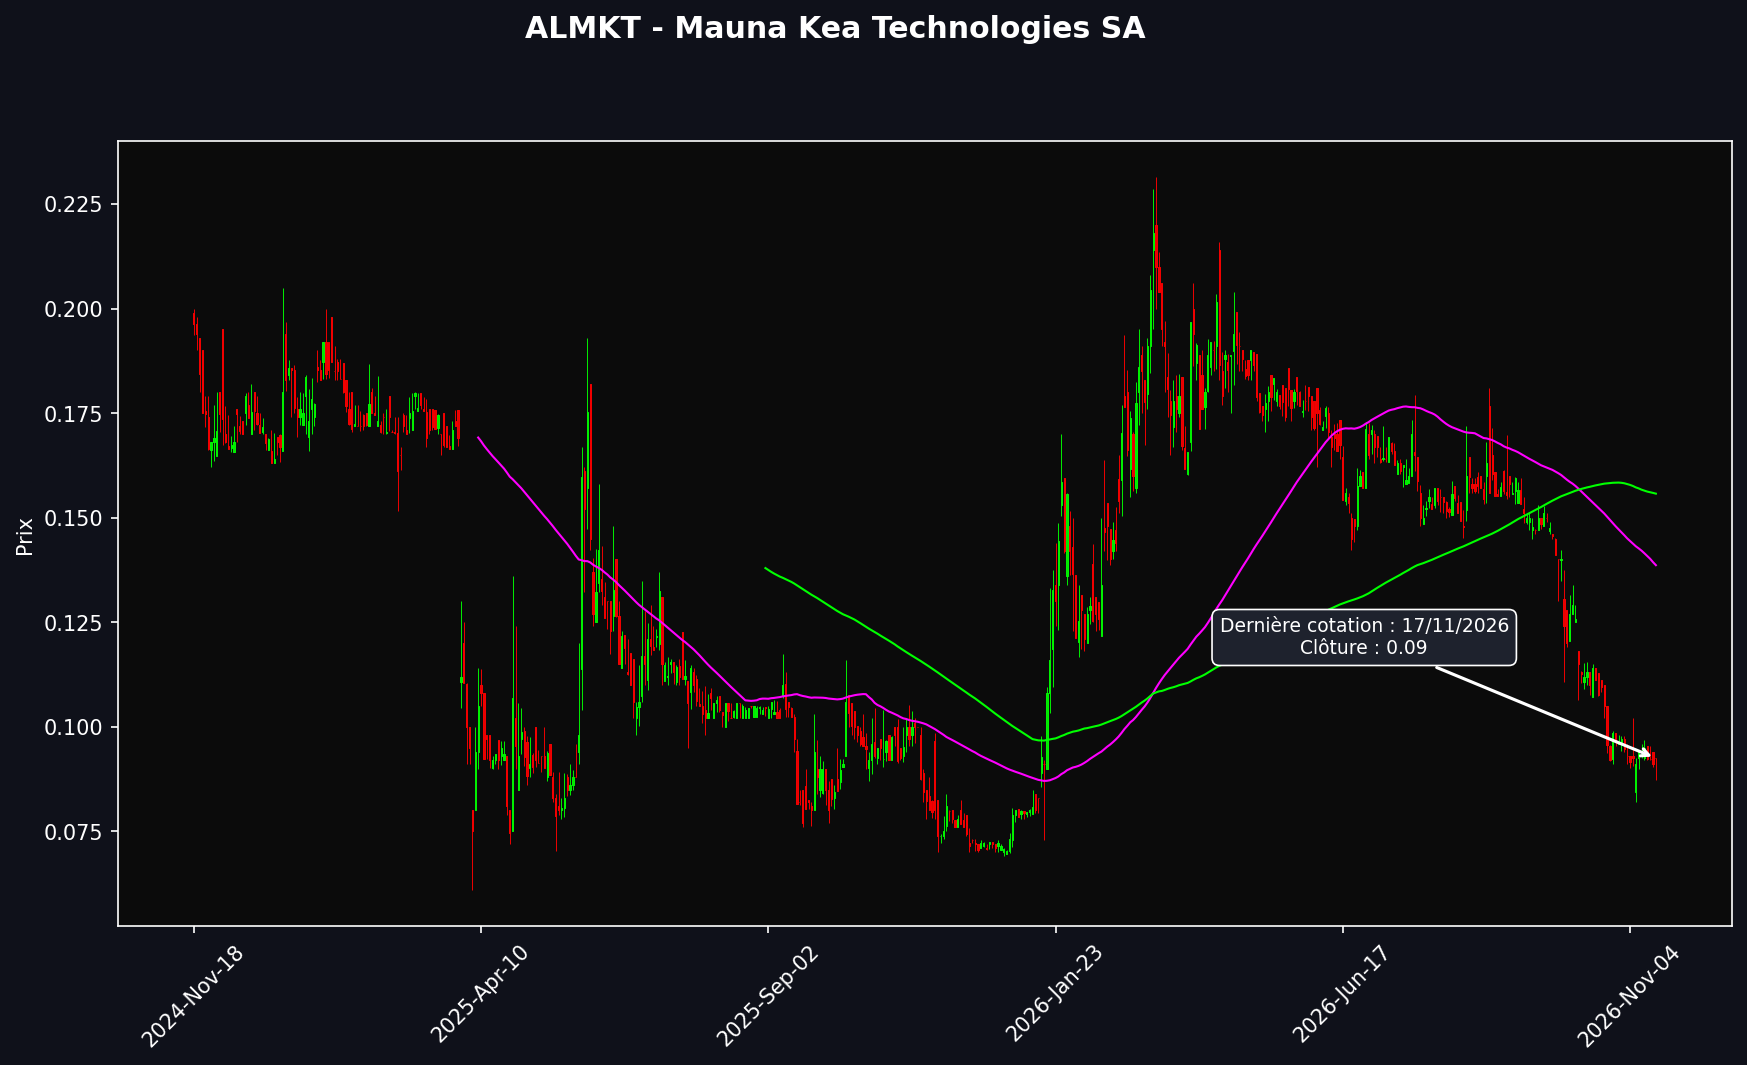 ALMKT - Mauna Kea Technologies SA
Prix
0.225
0.200
0.175
0.150
0.125
0.100
0.075
Dernière cotation : 17/11/2026
Clôture : 0.09
2024-Nov-18
2025-Apr-10
2025-Sep-02
2026-Jan-23
2026-Jun-17
2026-Nov-04